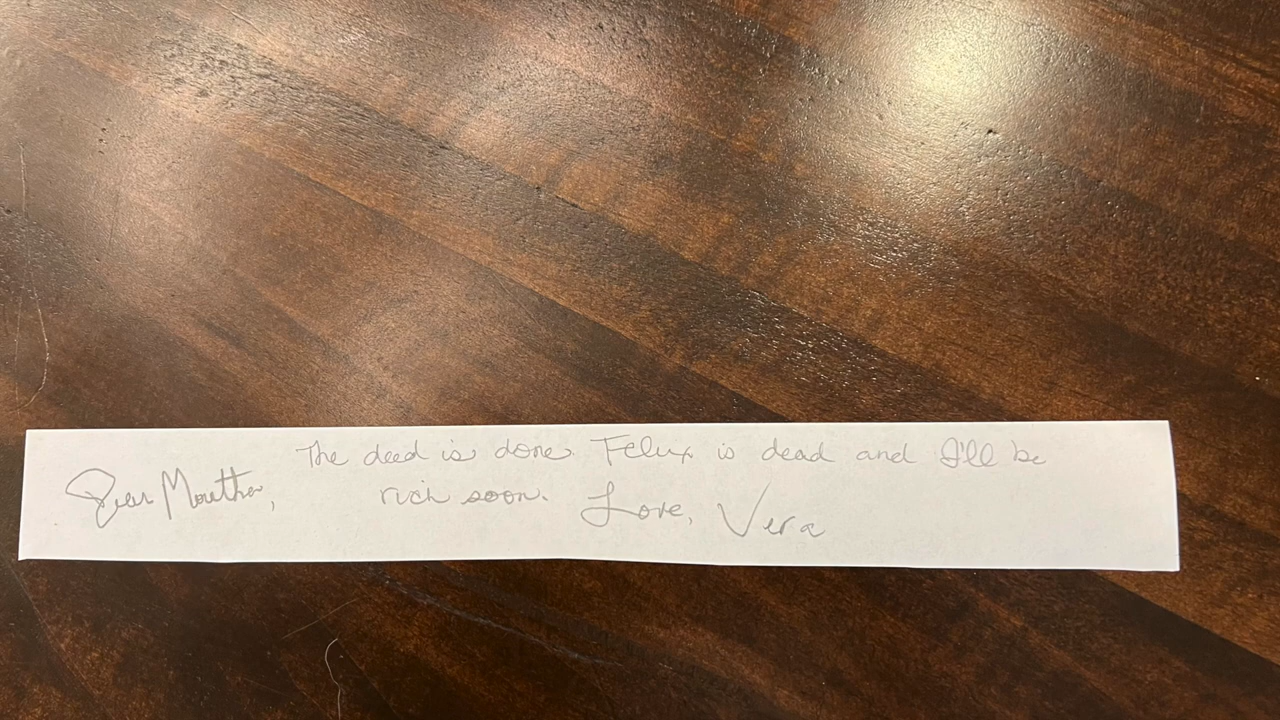 The deed is done. Felix is dead and I'll be
Dear Mouther, rich soon. Love, Vera